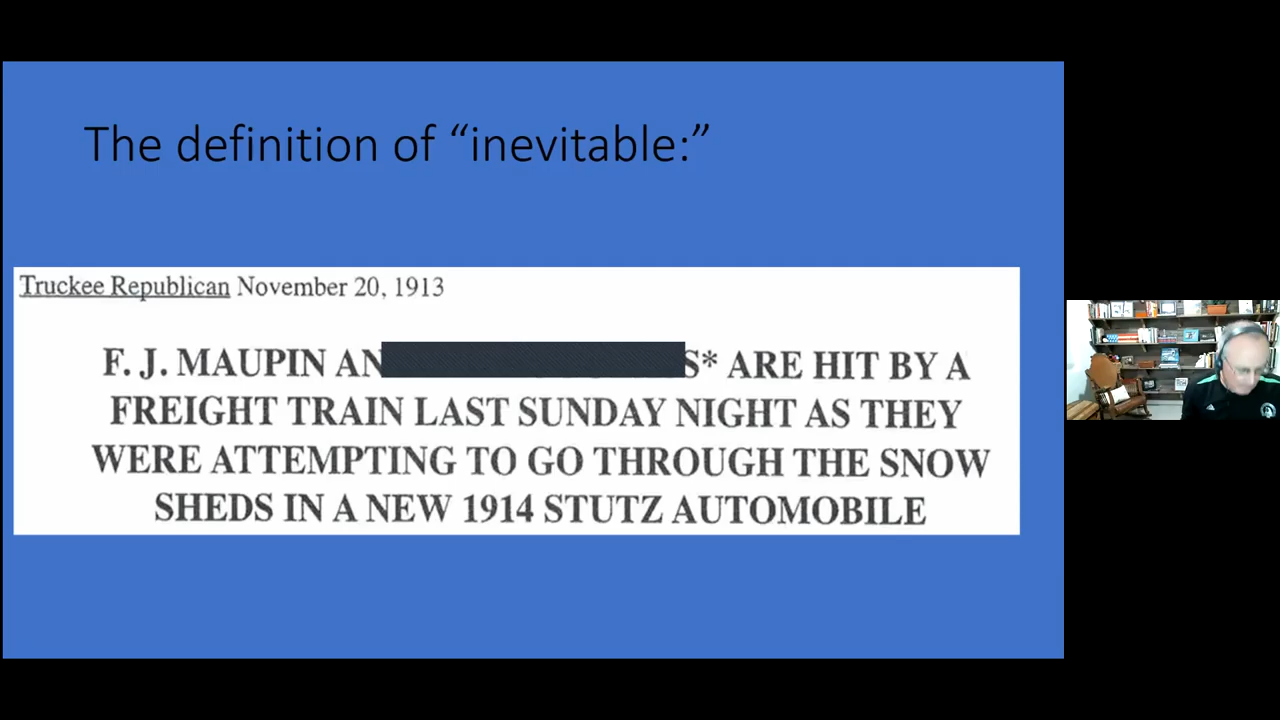 The definition of “inevitable:”
Truckee Republican November 20, 1913
F. J. MAUPIN AN S* ARE HIT BY A
FREIGHT TRAIN LAST SUNDAY NIGHT AS THEY
WERE ATTEMPTING TO GO THROUGH THE SNOW
SHEDS IN A NEW 1914 STUTZ AUTOMOBILE